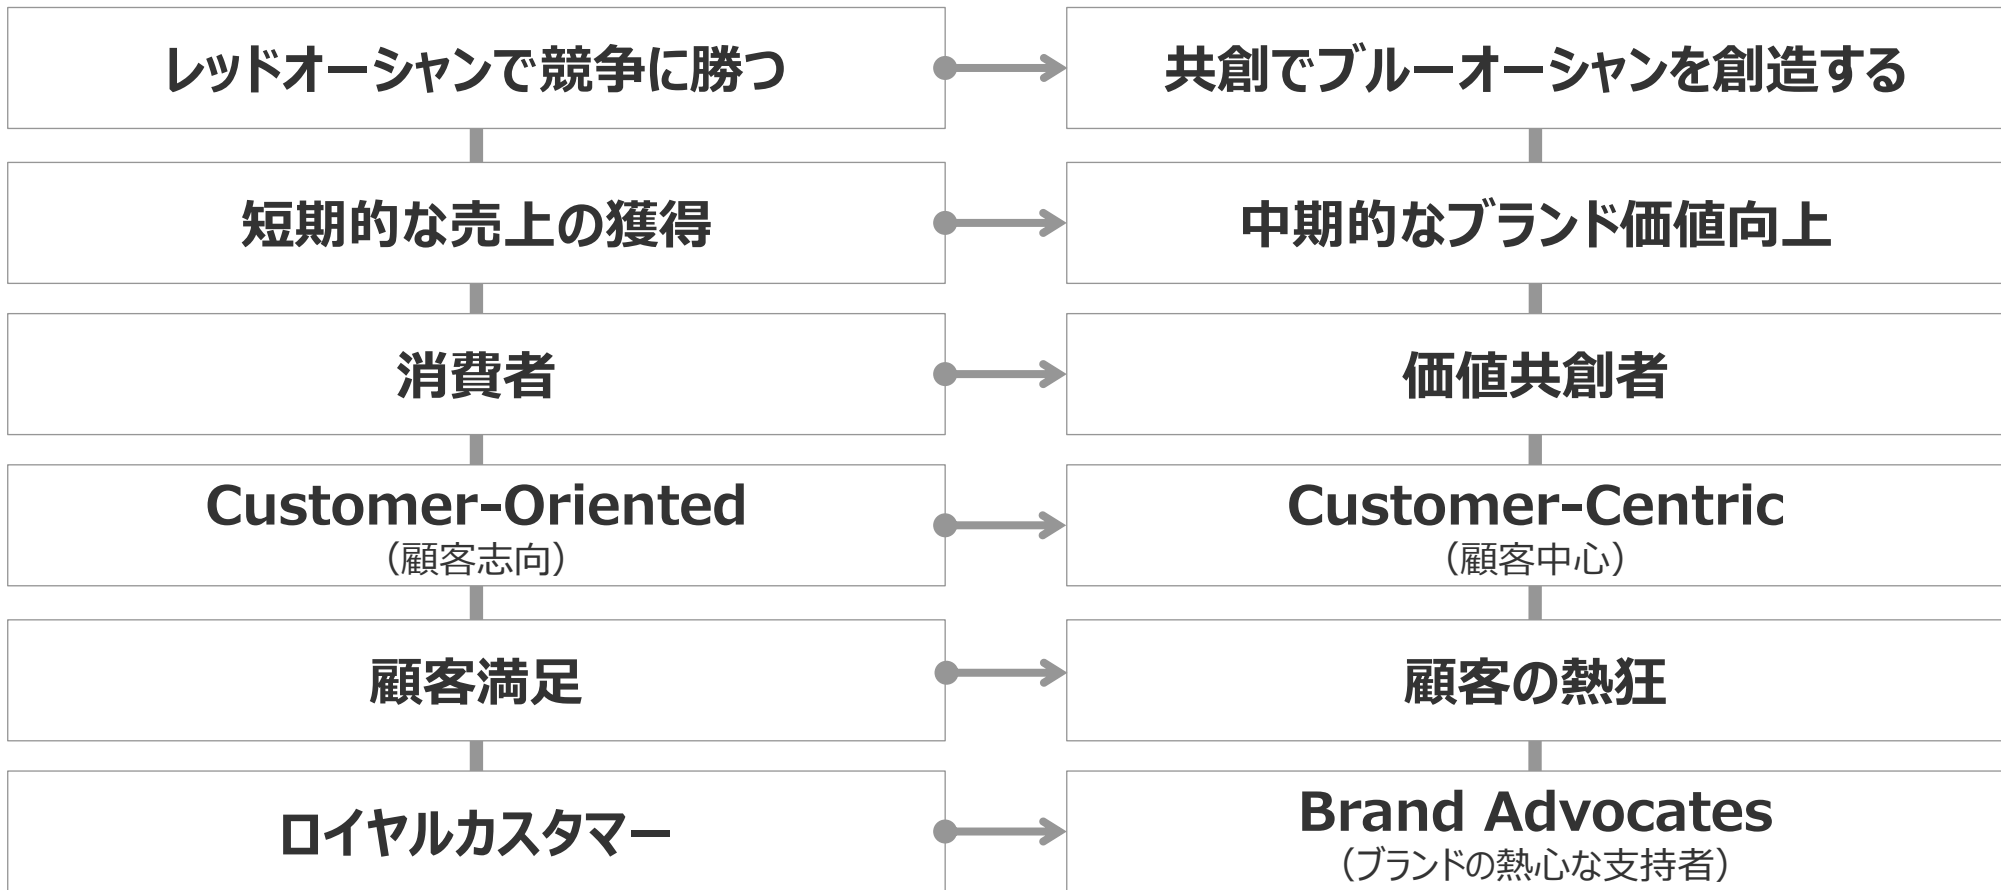 レッドオーシャンで競争に勝つ
共創でブルーオーシャンを創造する
短期的な売上の獲得
中期的なブランド価値向上
消費者
価値共創者
Customer-Oriented
（顧客志向）
Customer-Centric
（顧客中心）
顧客満足
顧客の熱狂
ロイヤルカスタマー
Brand Advocates
（ブランドの熱心な支持者）